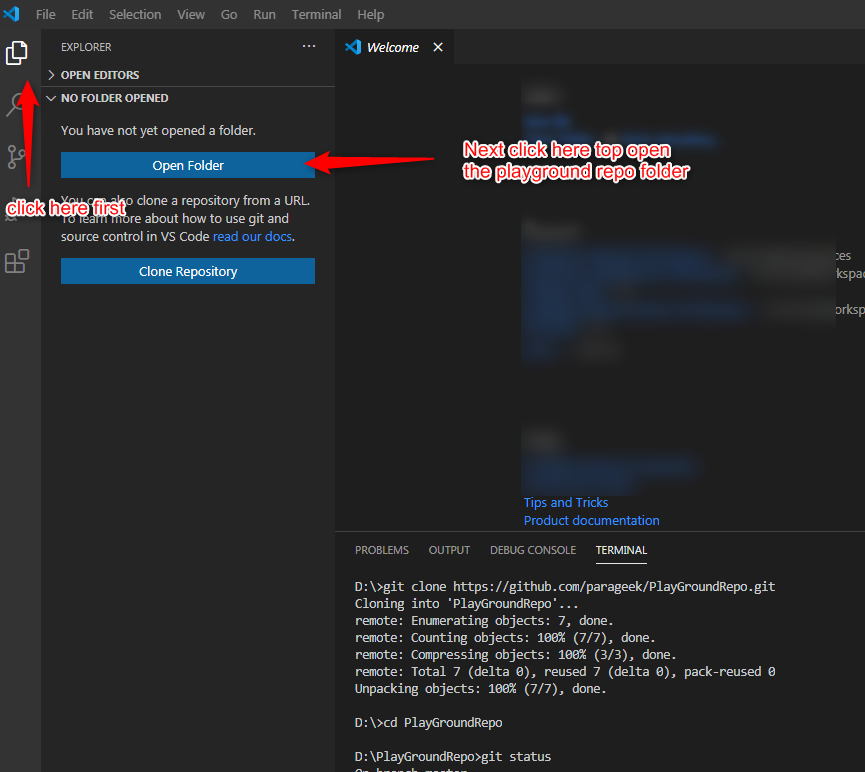 File Edit Selection View Go Run Terminal Help
EXPLORER ...
Welcome
OPEN EDITORS
NO FOLDER OPENED
You have not yet opened a folder.
Open Folder
Next click here top open
the playground repo folder
You can also clone a repository from a URL.
click here first
To learn more about how to use git and
source control in VS Code read our docs.
Clone Repository
Tips and Tricks
Product documentation
PROBLEMS OUTPUT DEBUG CONSOLE TERMINAL
D:\>git clone https://github.com/parageek/PlayGroundRepo.git
Cloning into 'PlayGroundRepo'...
remote: Enumerating objects: 7, done.
remote: Counting objects: 100% (7/7), done.
remote: Compressing objects: 100% (3/3), done.
remote: Total 7 (delta 0), reused 7 (delta 0), pack-reused 0
Unpacking objects: 100% (7/7), done.
D:\>cd PlayGroundRepo
D:\PlayGroundRepo>git status
On branch master